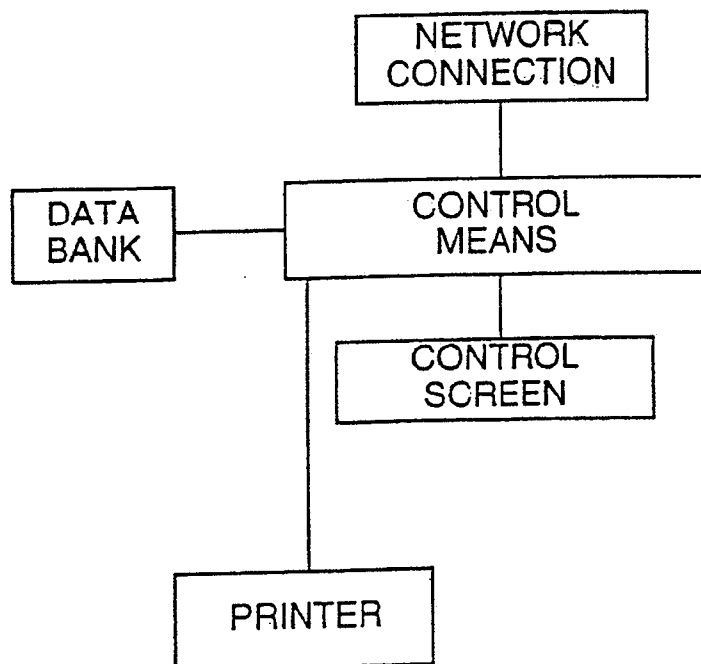 NETWORK
CONNECTION
DATA
BANK
CONTROL
MEANS
CONTROL
SCREEN
PRINTER